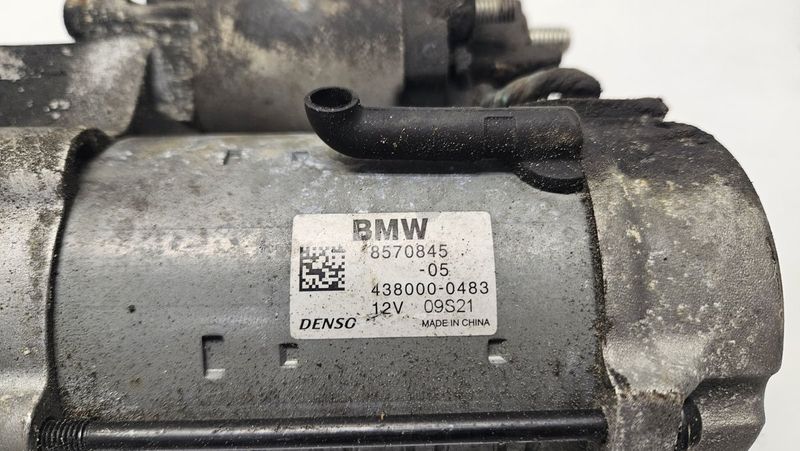 BMW
8570845
-05
438000-0483
12V 09S21
DENSO MADE IN CHINA